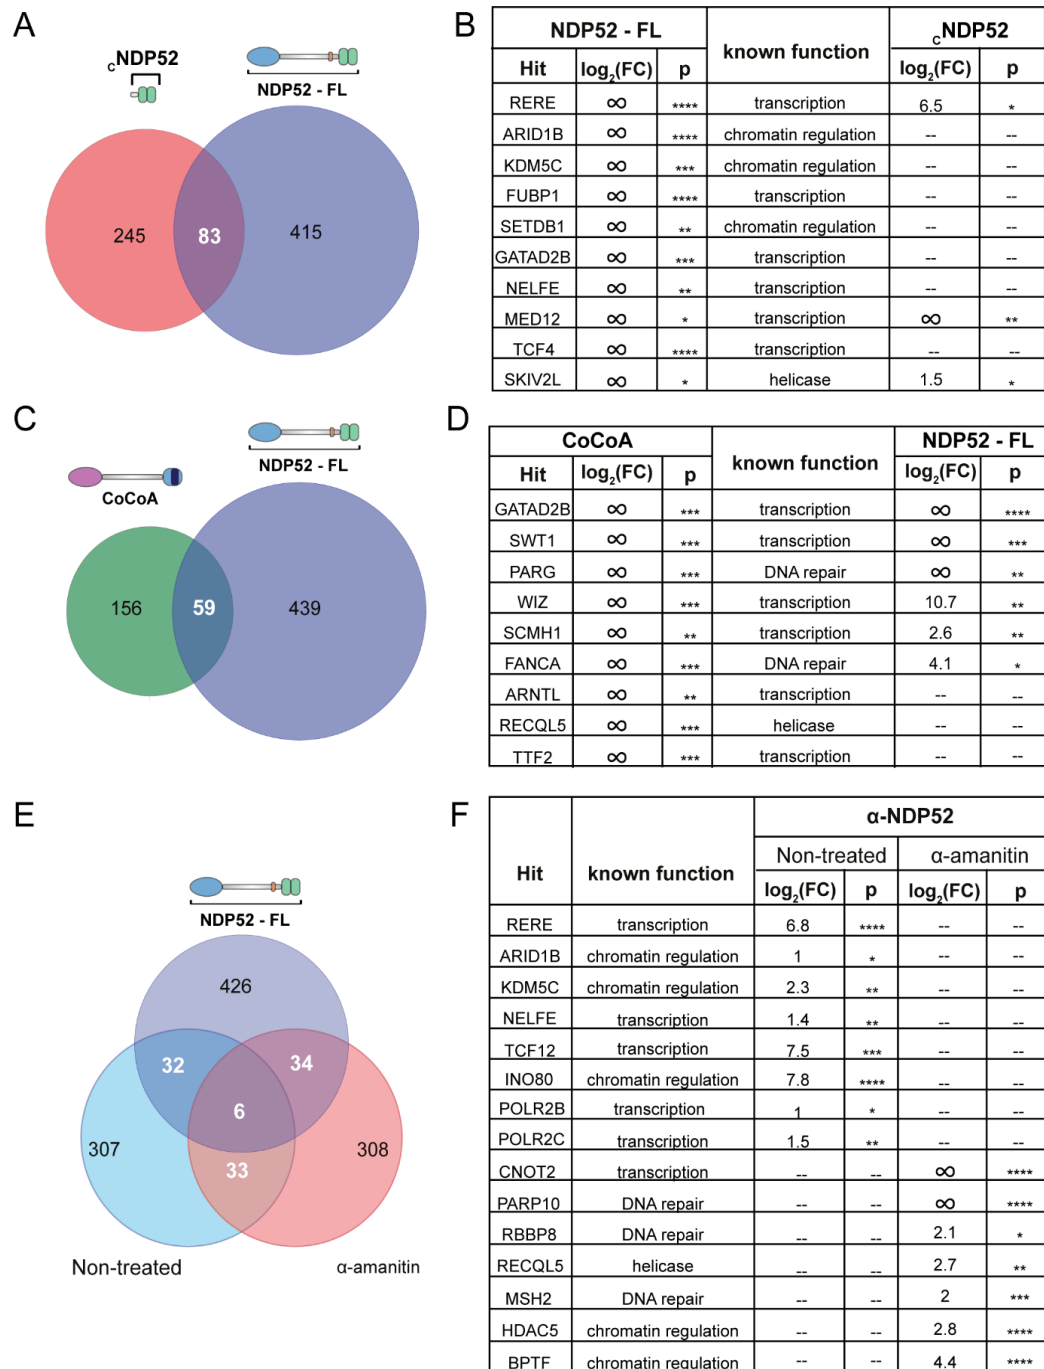 A
cNDP52
NDP52 - FL
245
83
415
B
NDP52 - FL known function cNDP52
Hit log2(FC) p log2(FC) p
RERE ∞ **** transcription 6.5 *
ARID1B ∞ **** chromatin regulation -- --
KDM5C ∞ *** chromatin regulation -- --
FUBP1 ∞ **** transcription -- --
SETDB1 ∞ ** chromatin regulation -- --
GATAD2B ∞ *** transcription -- --
NELFE ∞ ** transcription -- --
MED12 ∞ * transcription ∞ **
TCF4 ∞ **** transcription -- --
SKIV2L ∞ * helicase 1.5 *
C
CoCoA
NDP52 - FL
156
59
439
D
CoCoA known function NDP52 - FL
Hit log2(FC) p log2(FC) p
GATAD2B ∞ *** transcription ∞ ****
SWT1 ∞ *** transcription ∞ ***
PARG ∞ *** DNA repair ∞ **
WIZ ∞ *** transcription 10.7 **
SCMH1 ∞ ** transcription 2.6 **
FANCA ∞ *** DNA repair 4.1 *
ARNTL ∞ ** transcription -- --
RECQL5 ∞ *** helicase -- --
TTF2 ∞ *** transcription -- --
E
NDP52 - FL
426
32
34
6
307
33
308
Non-treated
α-amanitin
F
α-NDP52
Hit known function Non-treated α-amanitin
log2(FC) p log2(FC) p
RERE transcription 6.8 **** -- --
ARID1B chromatin regulation 1 * -- --
KDM5C chromatin regulation 2.3 ** -- --
NELFE transcription 1.4 ** -- --
TCF12 transcription 7.5 *** -- --
INO80 chromatin regulation 7.8 **** -- --
POLR2B transcription 1 * -- --
POLR2C transcription 1.5 ** -- --
CNOT2 transcription -- -- ∞ ****
PARP10 DNA repair -- -- ∞ ****
RBBP8 DNA repair -- -- 2.1 *
RECQL5 helicase -- -- 2.7 **
MSH2 DNA repair -- -- 2 ***
HDAC5 chromatin regulation -- -- 2.8 ****
BPTF chromatin regulation -- -- 4.4 ****